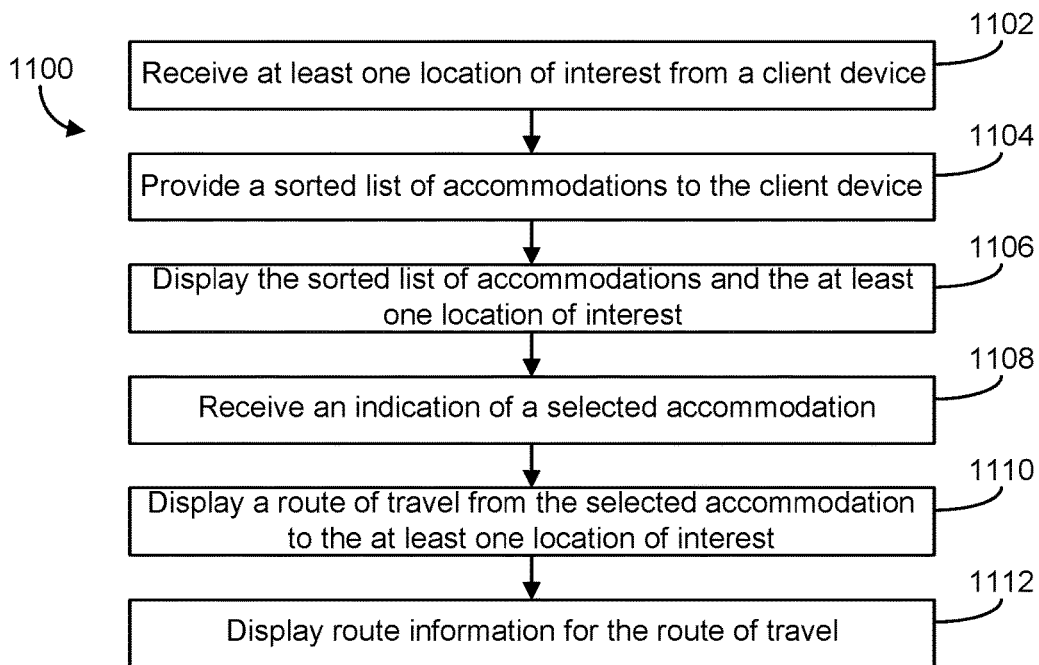 1100
1102
Receive at least one location of interest from a client device
1104
Provide a sorted list of accommodations to the client device
1106
Display the sorted list of accommodations and the at least
one location of interest
1108
Receive an indication of a selected accommodation
1110
Display a route of travel from the selected accommodation
to the at least one location of interest
1112
Display route information for the route of travel